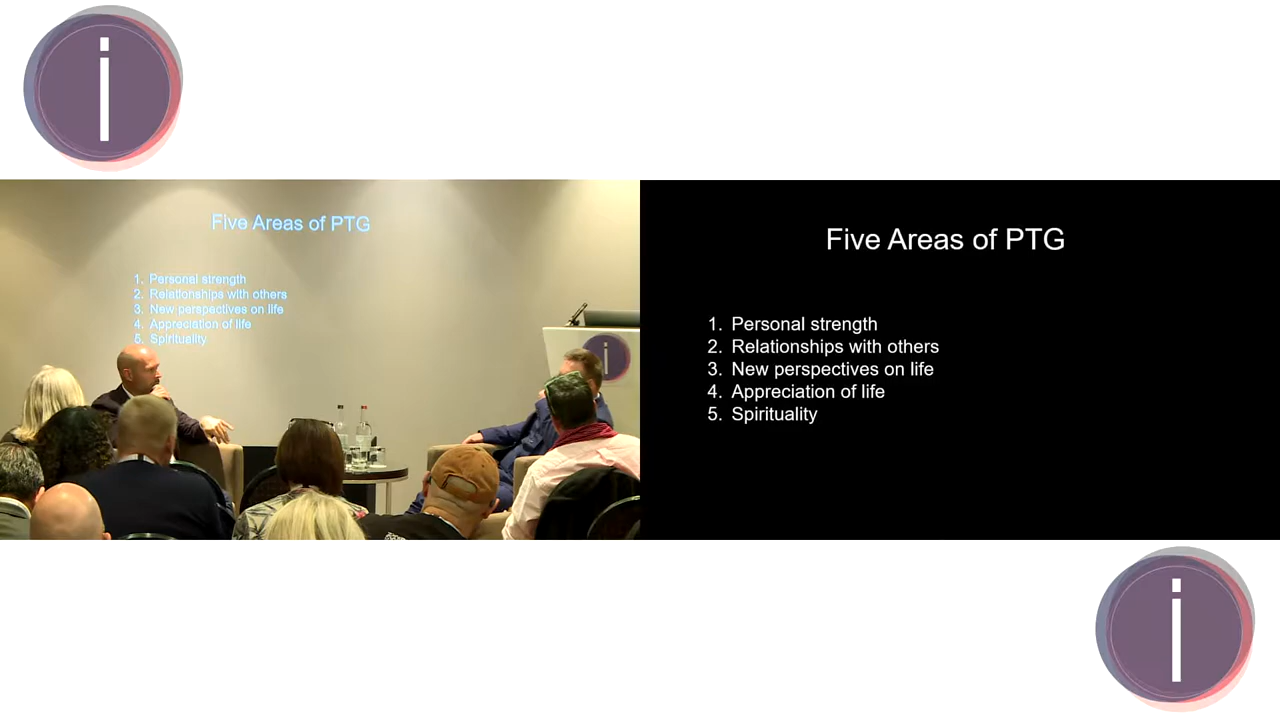 i
Five Areas of PTG
1. Personal strength
2. Relationships with others
3. New perspectives on life
4. Appreciation of life
5. Spirituality
i
Five Areas of PTG
1. Personal strength
2. Relationships with others
3. New perspectives on life
4. Appreciation of life
5. Spirituality
i